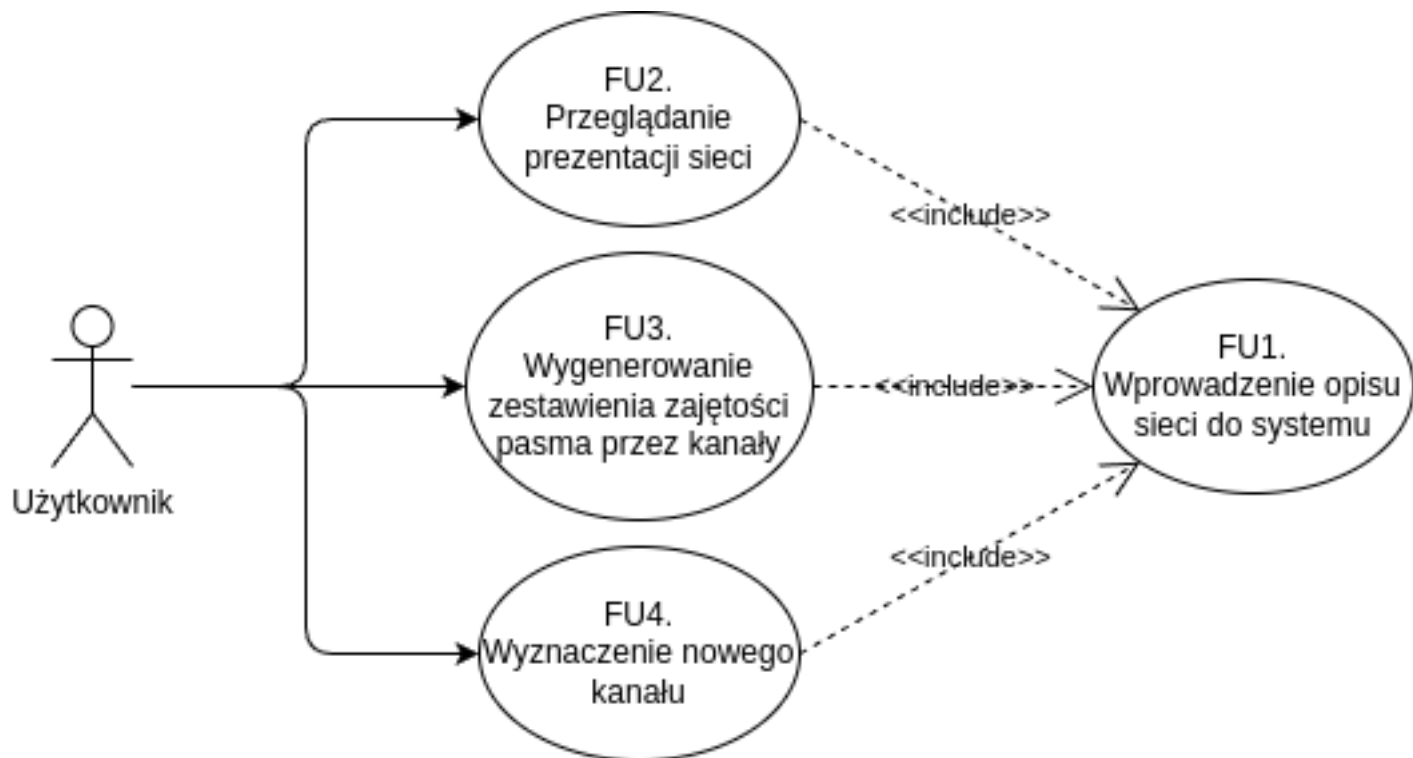 FU2.
Przeglądanie
prezentacji sieci
<<include>>
FU3.
Wygenerowanie
zestawienia zajętości
pasma przez kanały
<<include>>
FU1.
Wprowadzenie opisu
sieci do systemu
Użytkownik
<<include>>
FU4.
Wyznaczenie nowego
kanału